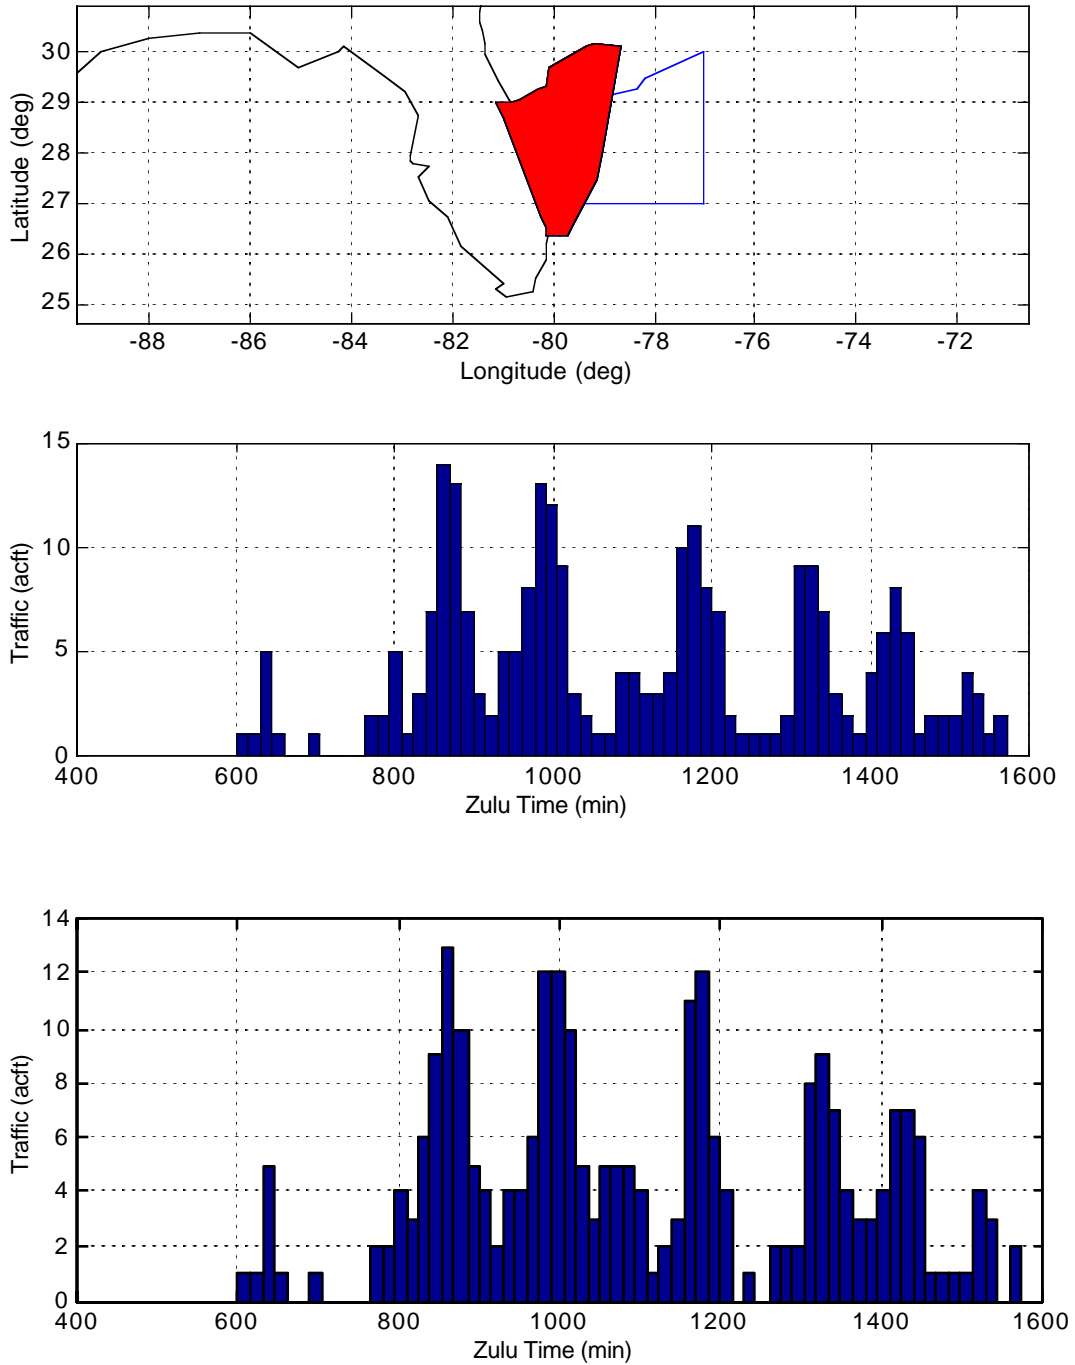 30
29
28
27
26
25
Latitude (deg)
-88 -86 -84 -82 -80 -78 -76 -74 -72
Longitude (deg)
15
10
5
0
Traffic (acft)
400 600 800 1000 1200 1400 1600
Zulu Time (min)
14
12
10
8
6
4
2
0
Traffic (acft)
400 600 800 1000 1200 1400 1600
Zulu Time (min)